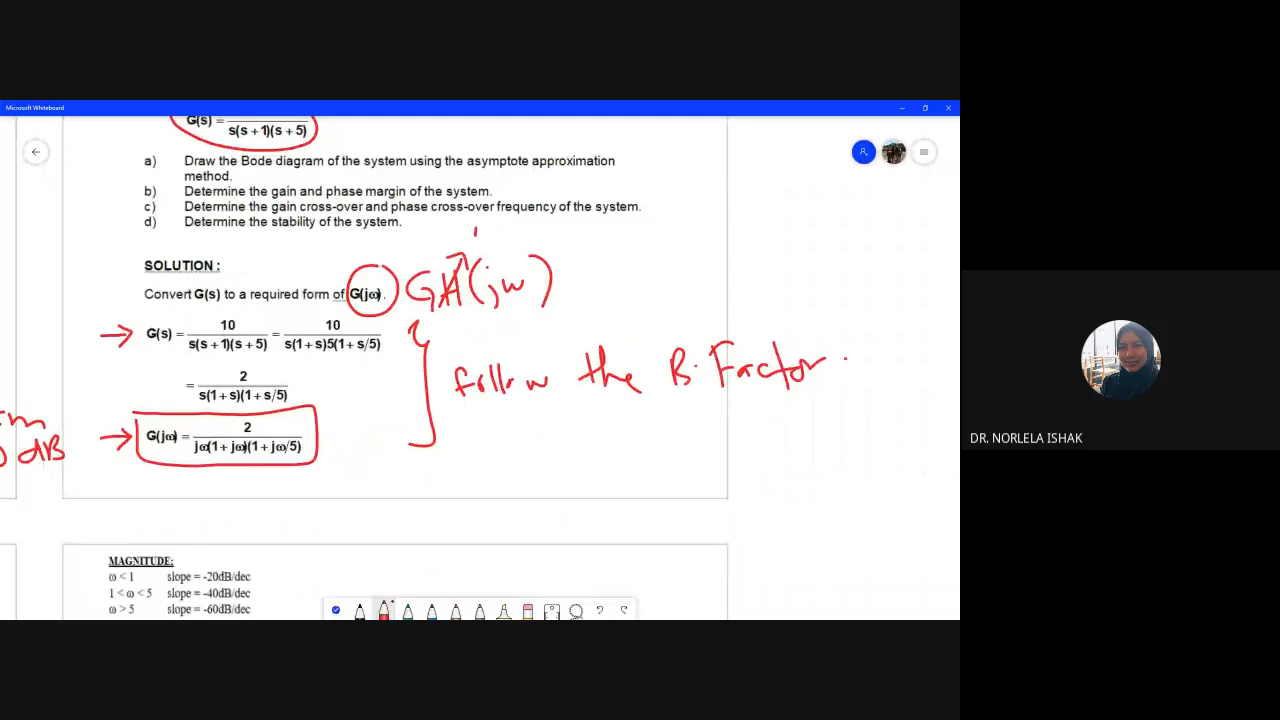 Microsoft Whiteboard
G(s) =
s(s + 1)(s + 5)
a) Draw the Bode diagram of the system using the asymptote approximation
method.
b) Determine the gain and phase margin of the system.
c) Determine the gain cross-over and phase cross-over frequency of the system.
d) Determine the stability of the system.
SOLUTION :
Convert G(s) to a required form of G(jω). GH(jw)
G(s) = 10 / s(s + 1)(s + 5) = 10 / s(1 + s)5(1 + s/5)
= 2 / s(1 + s)(1 + s/5)
follow the B. Factor.
G(jω) = 2 / jω(1 + jω)(1 + jω/5)
dB
MAGNITUDE:
ω < 1 slope = -20dB/dec
1 < ω < 5 slope = -40dB/dec
ω > 5 slope = -60dB/dec
DR. NORLELA ISHAK